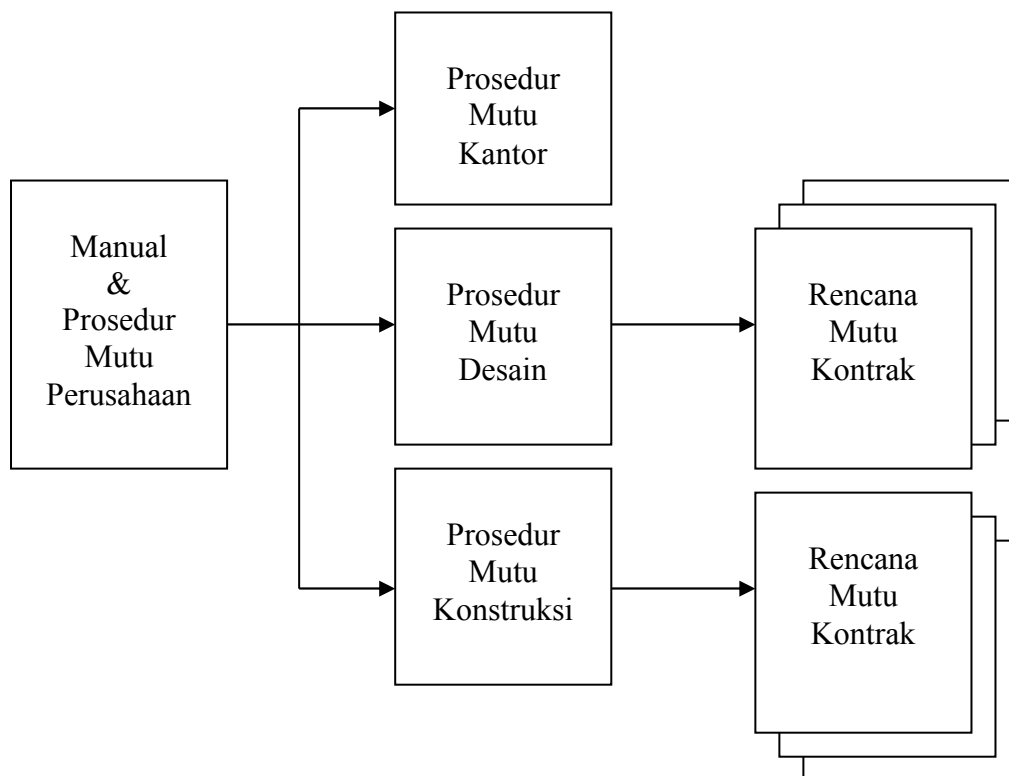 Manual
&
Prosedur
Mutu
Perusahaan
Prosedur
Mutu
Kantor
Prosedur
Mutu
Desain
Prosedur
Mutu
Konstruksi
Rencana
Mutu
Kontrak
Rencana
Mutu
Kontrak